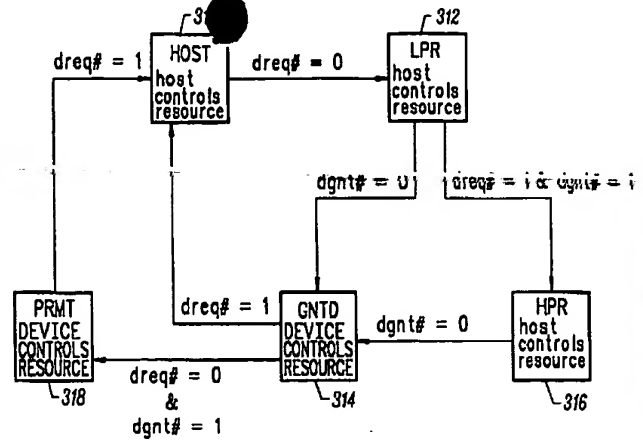 312
HOST
host
controls
resource
dreq# = 1
dreq# = 0
LPR
host
controls
resource
dgnt# = 0
dreq# = 1 & dgnt# = 1
PRMT
DEVICE
CONTROLS
RESOURCE
318
dreq# = 1
dreq# = 0
&
dgnt# = 1
GNTD
DEVICE
CONTROLS
RESOURCE
314
dgnt# = 0
HPR
host
controls
resource
316